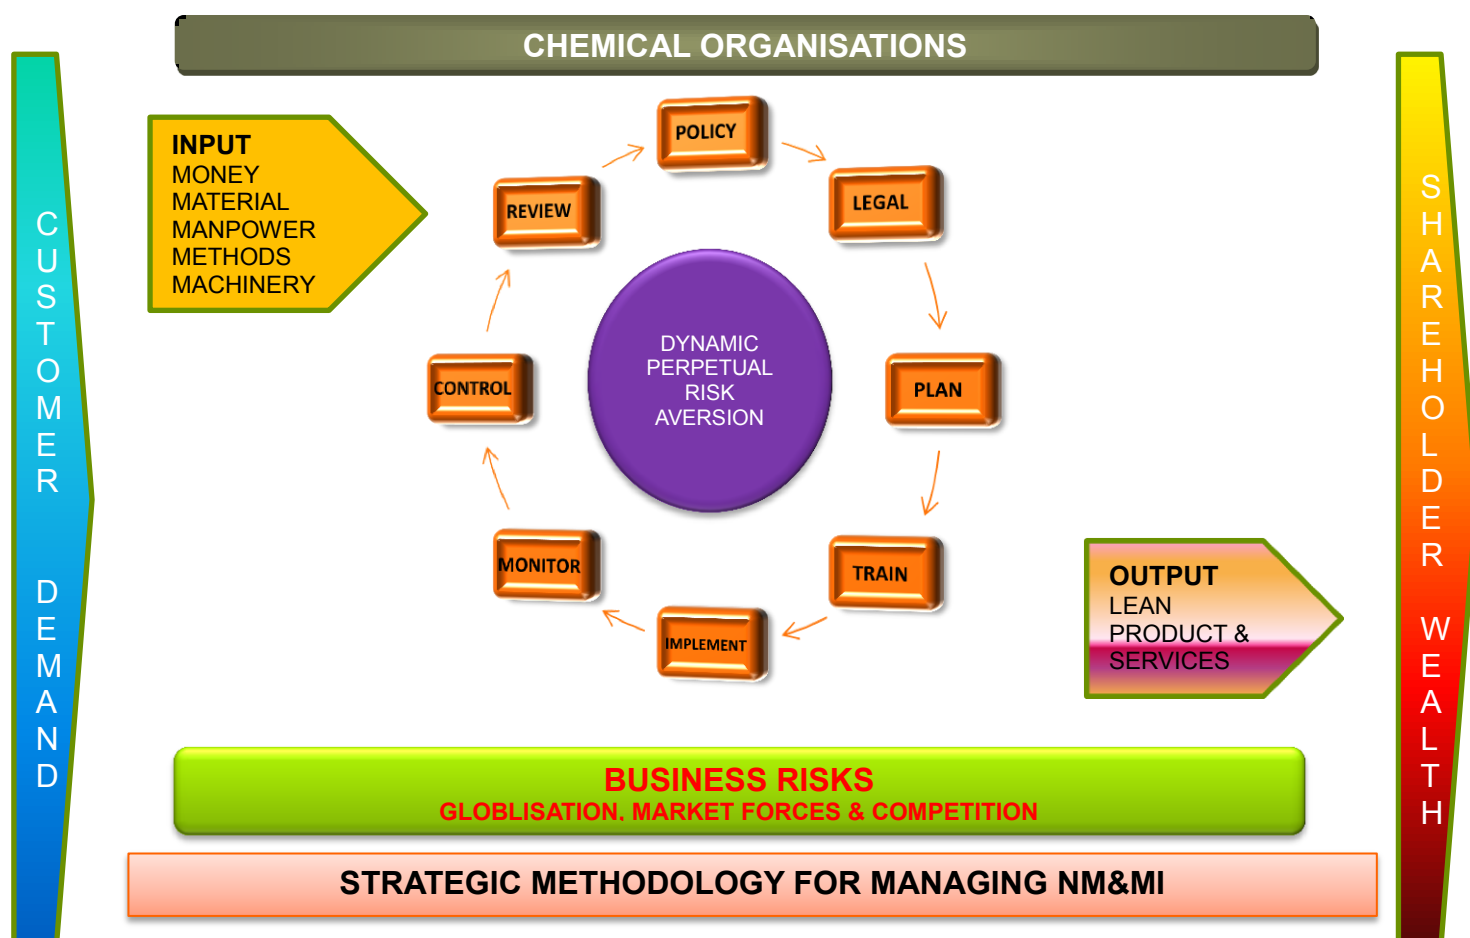 CHEMICAL ORGANISATIONS
CUSTOMER DEMAND
INPUT
MONEY
MATERIAL
MANPOWER
METHODS
MACHINERY
POLICY
LEGAL
PLAN
TRAIN
IMPLEMENT
MONITOR
CONTROL
REVIEW
DYNAMIC
PERPETUAL
RISK
AVERSION
OUTPUT
LEAN
PRODUCT &
SERVICES
SHAREHOLDER WEALTH
BUSINESS RISKS
GLOBLISATION. MARKET FORCES & COMPETITION
STRATEGIC METHODOLOGY FOR MANAGING NM&MI